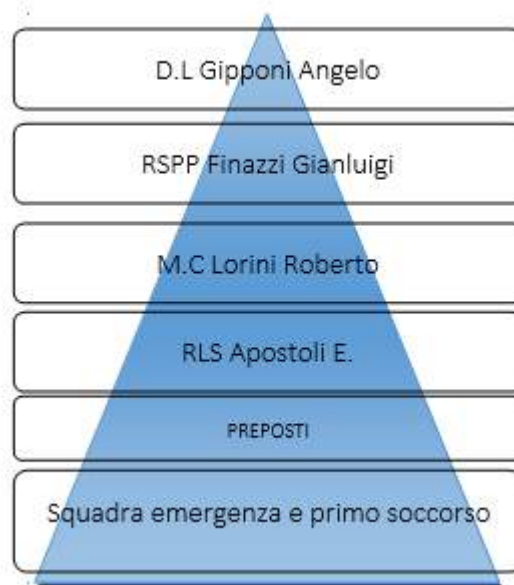 D.L Gipponi Angelo
RSPP Finazzi Gianluigi
M.C Lorini Roberto
RLS Apostoli E.
PREPOSTI
Squadra emergenza e primo soccorso